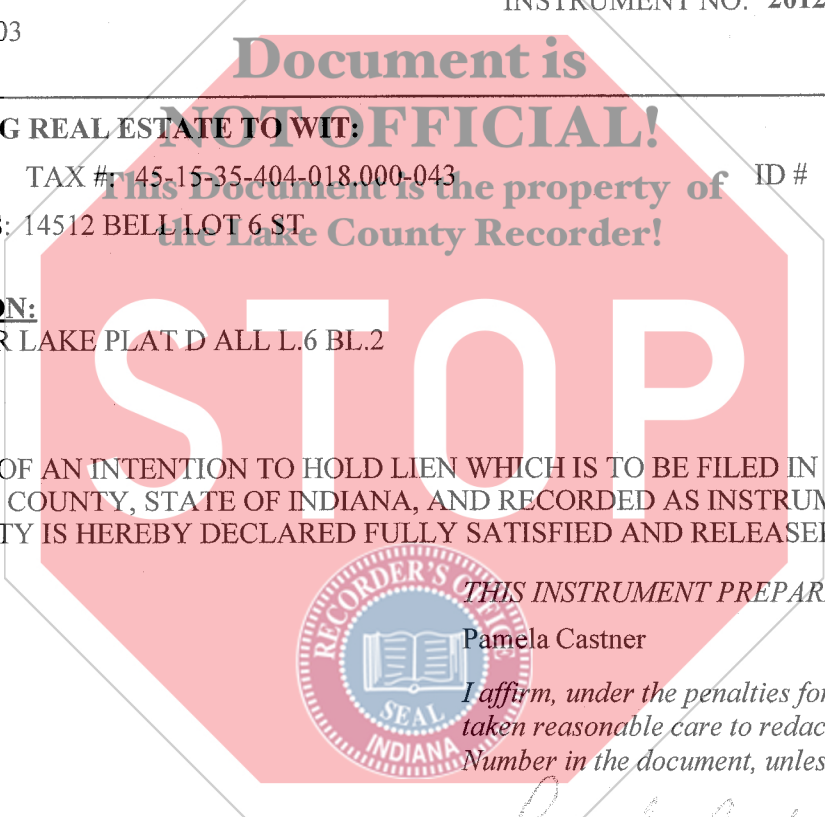 INSTRUMENT NO. 2012
03
Document is
NOT OFFICIAL!
G REAL ESTATE TO WIT:
TAX #: 45-15-35-404-018.000-043
ID #
This Document is the property of
: 14512 BELL LOT 6 ST
the Lake County Recorder!
ON:
R LAKE PLAT D ALL L.6 BL.2
STOP
OF AN INTENTION TO HOLD LIEN WHICH IS TO BE FILED IN
COUNTY, STATE OF INDIANA, AND RECORDED AS INSTRUM
TY IS HEREBY DECLARED FULLY SATISFIED AND RELEASE
RECORDER'S OFFICE
SEAL
INDIANA
THIS INSTRUMENT PREPAR
Pamela Castner
I affirm, under the penalties for
taken reasonable care to redac
Number in the document, unles